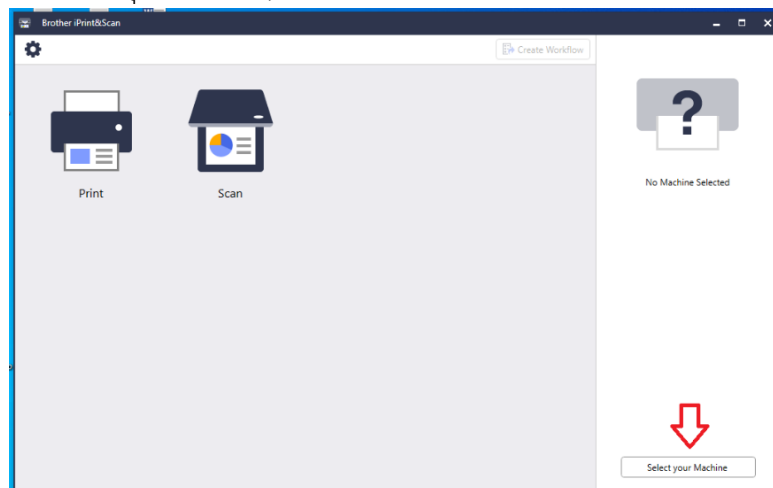 Brother iPrint&Scan
Create Workflow
Print
Scan
No Machine Selected
Select your Machine